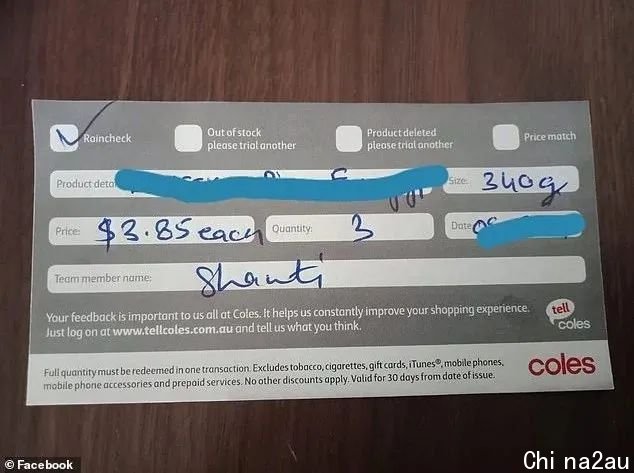 Raincheck
Out of stock
please trial another
Product deleted
please trial another
Price match
Product deta
Size: 340g
Price: $3.85 each
Quantity: 3
Date
Team member name: Shanti
Your feedback is important to us all at Coles. It helps us constantly improve your shopping experience.
Just log on at www.tellcoles.com.au and tell us what you think.
tell
coles
Full quantity must be redeemed in one transaction. Excludes tobacco, cigarettes, gift cards, iTunes®, mobile phones,
mobile phone accessories and prepaid services. No other discounts apply. Valid for 30 days from date of issue.
coles
Facebook
Chi na2au